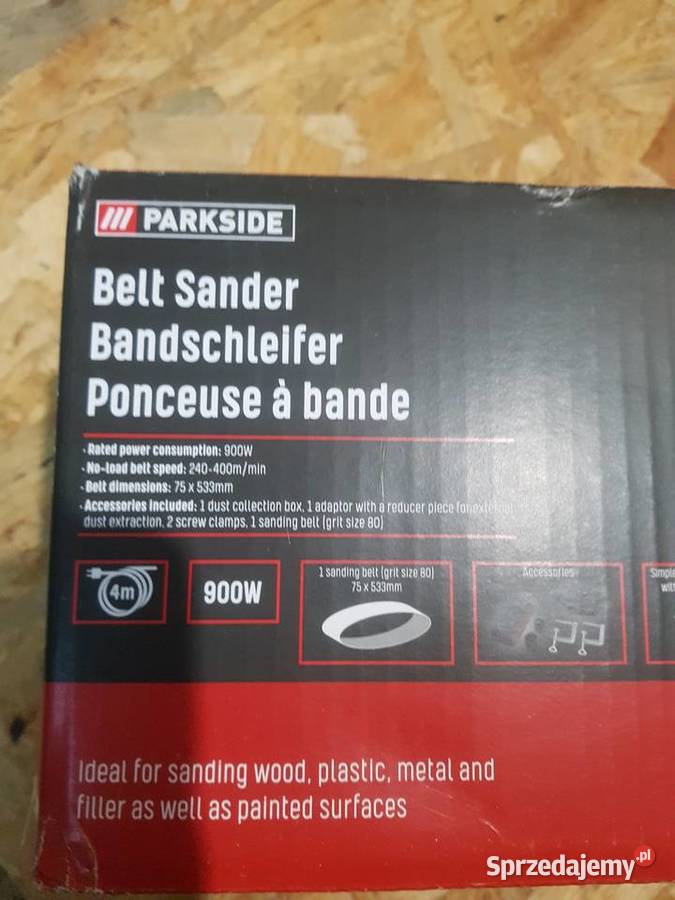 PARKSIDE
Belt Sander
Bandschleifer
Ponceuse à bande
· Rated power consumption: 900W
· No-load belt speed: 240-400m/min
· Belt dimensions: 75 x 533mm
· Accessories included: 1 dust collection box, 1 adaptor with a reducer piece for external
dust extraction, 2 screw clamps, 1 sanding belt (grit size 80)
4m
900W
1 sanding belt (grit size 80)
75 x 533mm
Accessories
Simple
Ideal for sanding wood, plastic, metal and
filler as well as painted surfaces
Sprzedajemy.pl